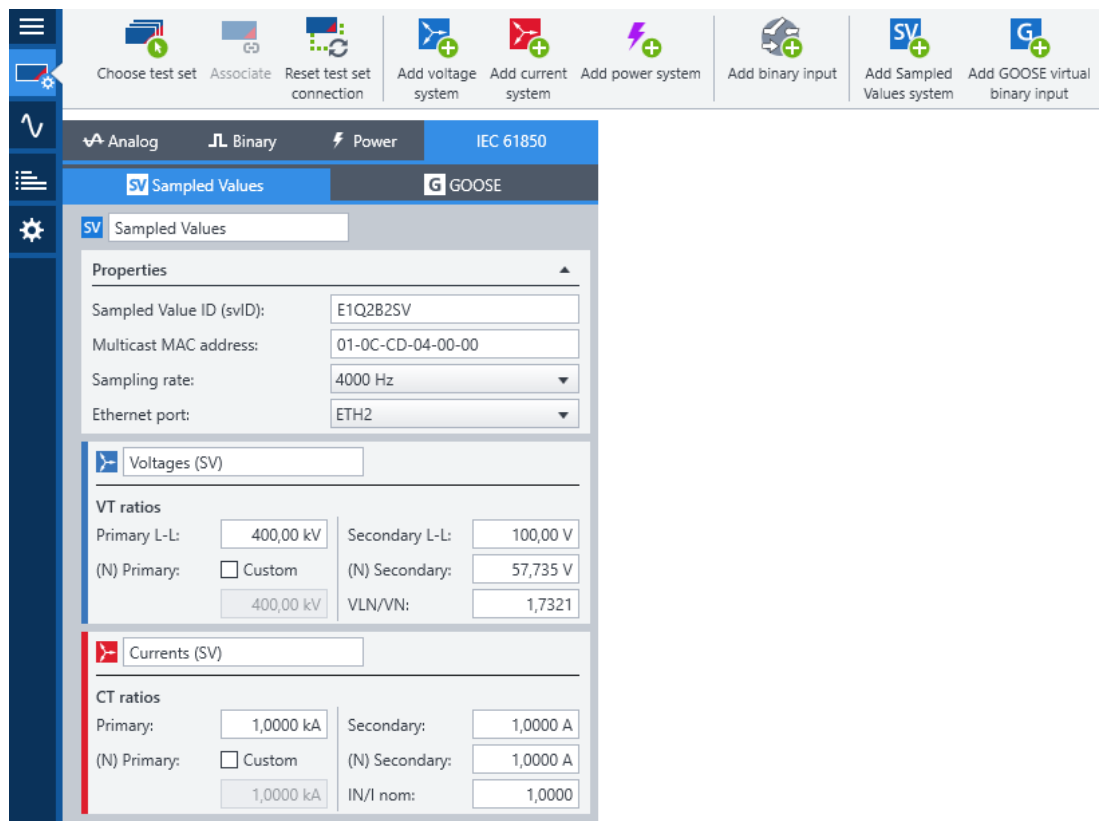 Choose test set
Associate
Reset test set
connection
Add voltage
system
Add current
system
Add power system
Add binary input
SV
Add Sampled
Values system
G
Add GOOSE virtual
binary input
Analog
Binary
Power
IEC 61850
SV Sampled Values
G GOOSE
SV Sampled Values
Properties
Sampled Value ID (svID): E1Q2B2SV
Multicast MAC address: 01-0C-CD-04-00-00
Sampling rate: 4000 Hz
Ethernet port: ETH2
Voltages (SV)
VT ratios
Primary L-L: 400,00 kV Secondary L-L: 100,00 V
(N) Primary: Custom (N) Secondary: 57,735 V
400,00 kV VLN/VN: 1,7321
Currents (SV)
CT ratios
Primary: 1,0000 kA Secondary: 1,0000 A
(N) Primary: Custom (N) Secondary: 1,0000 A
1,0000 kA IN/I nom: 1,0000